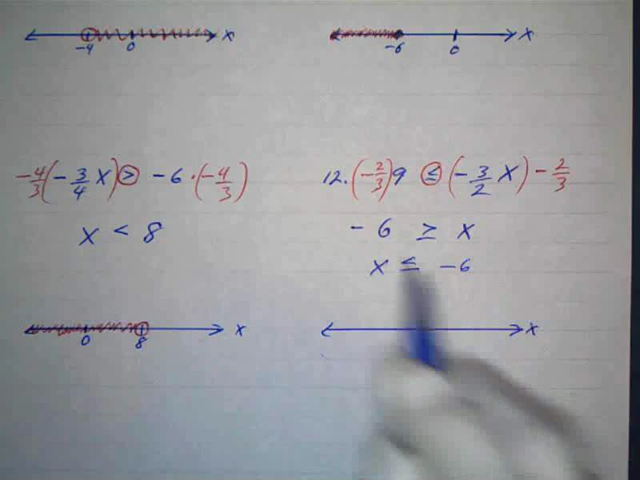 -4 0 x
-6 0 x
-4/3(-3/4 x) > -6 · (-4/3)
x < 8
0 8 x
12. (-2/3)9 ≤ (-3/2 x) -2/3
-6 ≥ x
x ≤ -6
x